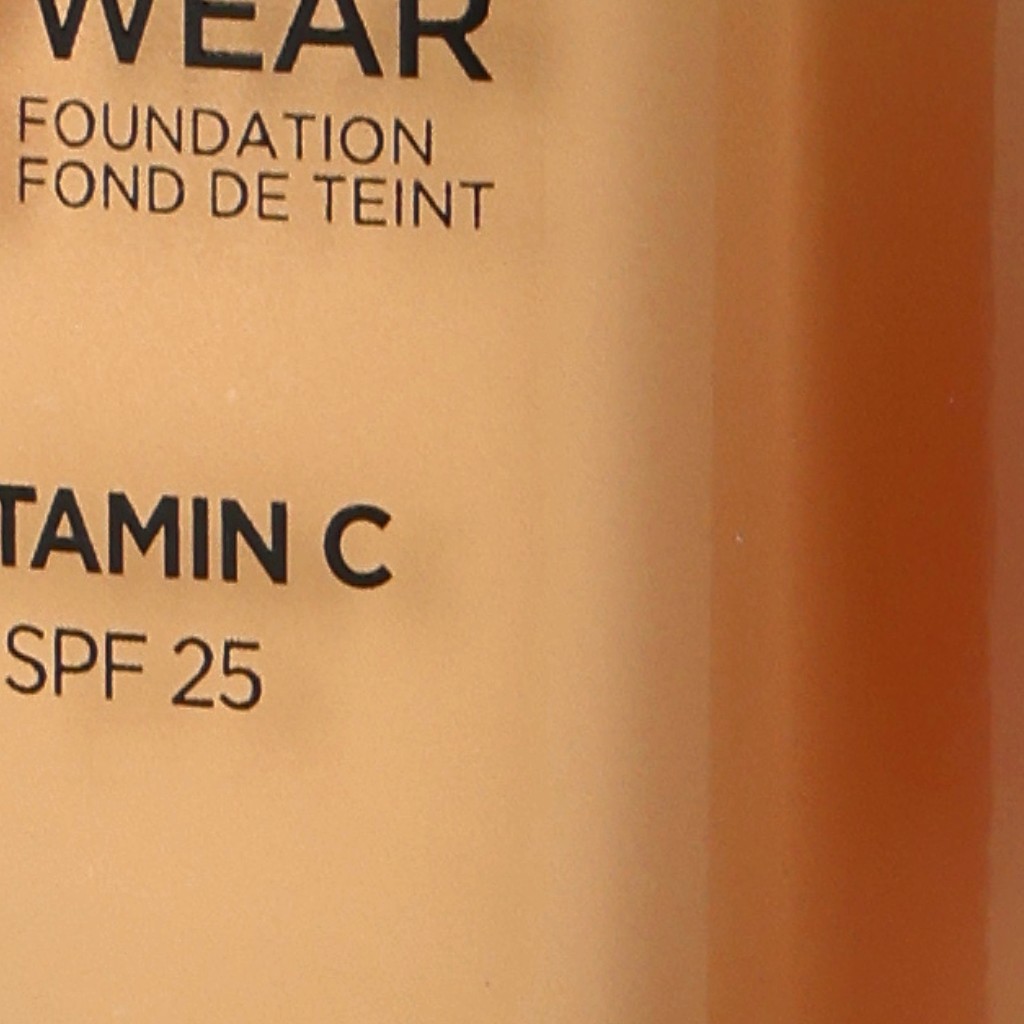 WEAR
FOUNDATION
FOND DE TEINT
TAMIN C
SPF 25